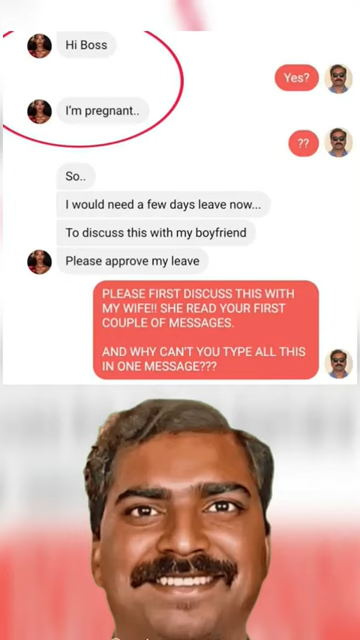 Hi Boss
Yes?
I'm pregnant..
??
So..
I would need a few days leave now...
To discuss this with my boyfriend
Please approve my leave
PLEASE FIRST DISCUSS THIS WITH
MY WIFE!! SHE READ YOUR FIRST
COUPLE OF MESSAGES.
AND WHY CAN'T YOU TYPE ALL THIS
IN ONE MESSAGE???